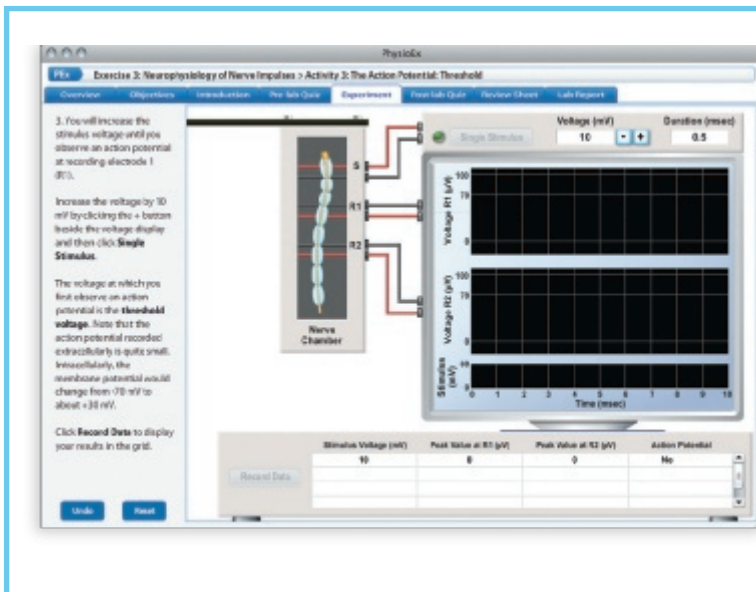 PhysioEx
PEx Exercise 3: Neurophysiology of Nerve Impulses > Activity 3: The Action Potential: Threshold
Overview Objectives Introduction Pre-lab Quiz Experiment Post-lab Quiz Review Sheet Lab Report
3. You will increase the
stimulus voltage until you
observe an action potential
at recording electrode 1
(R1).
Increase the voltage by 10
mV by clicking the + button
beside the voltage display
and then click Single
Stimulus.
The voltage at which you
first observe an action
potential is the threshold
voltage. Note that the
action potential recorded
extracellularly is quite small.
Intracellularly, the
membrane potential would
change from -70 mV to
about +30 mV.
Click Record Data to display
your results in the grid.
Undo Reset
S
R1
R2
Nerve
Chamber
Single Stimulus
Voltage (mV)
10 - +
Duration (msec)
0.5
Voltage R1 (µV)
100
70
0
Voltage R2 (µV)
100
70
0
Stimulus
(mV)
0
0 1 2 3 4 5 6 7 8 9 10
Time (msec)
Record Data
Stimulus Voltage (mV) Peak Value at R1 (µV) Peak Value at R2 (µV) Action Potential
10 0 0 No